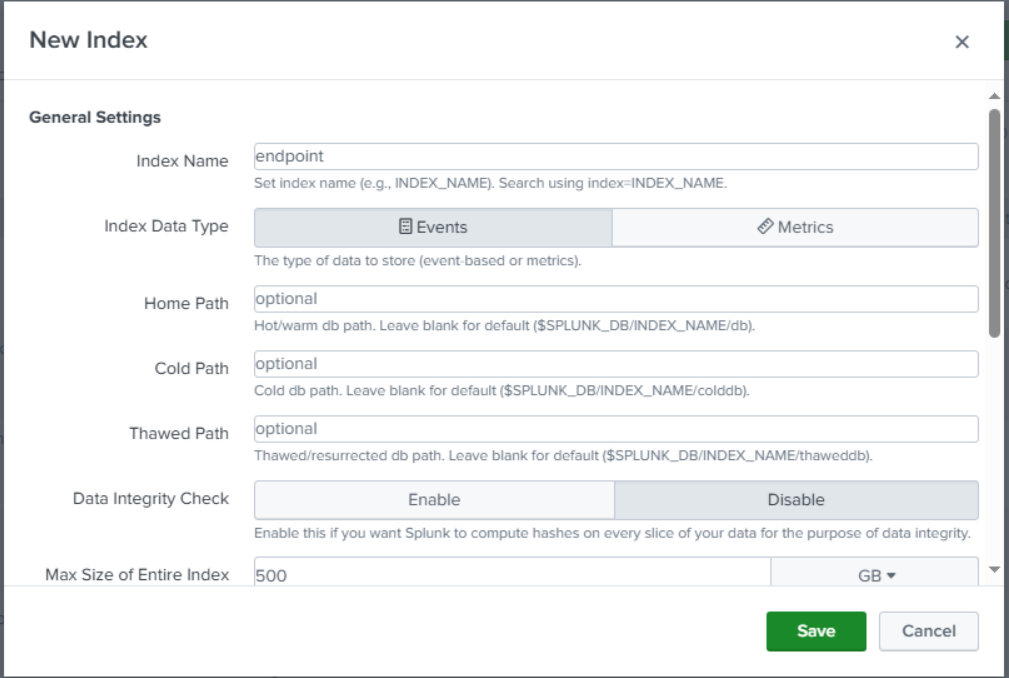 New Index
General Settings
Index Name
endpoint
Set index name (e.g., INDEX_NAME). Search using index=INDEX_NAME.
Index Data Type
Events
Metrics
The type of data to store (event-based or metrics).
Home Path
optional
Hot/warm db path. Leave blank for default ($SPLUNK_DB/INDEX_NAME/db).
Cold Path
optional
Cold db path. Leave blank for default ($SPLUNK_DB/INDEX_NAME/colddb).
Thawed Path
optional
Thawed/resurrected db path. Leave blank for default ($SPLUNK_DB/INDEX_NAME/thaweddb).
Data Integrity Check
Enable
Disable
Enable this if you want Splunk to compute hashes on every slice of your data for the purpose of data integrity.
Max Size of Entire Index
500
GB
Save
Cancel